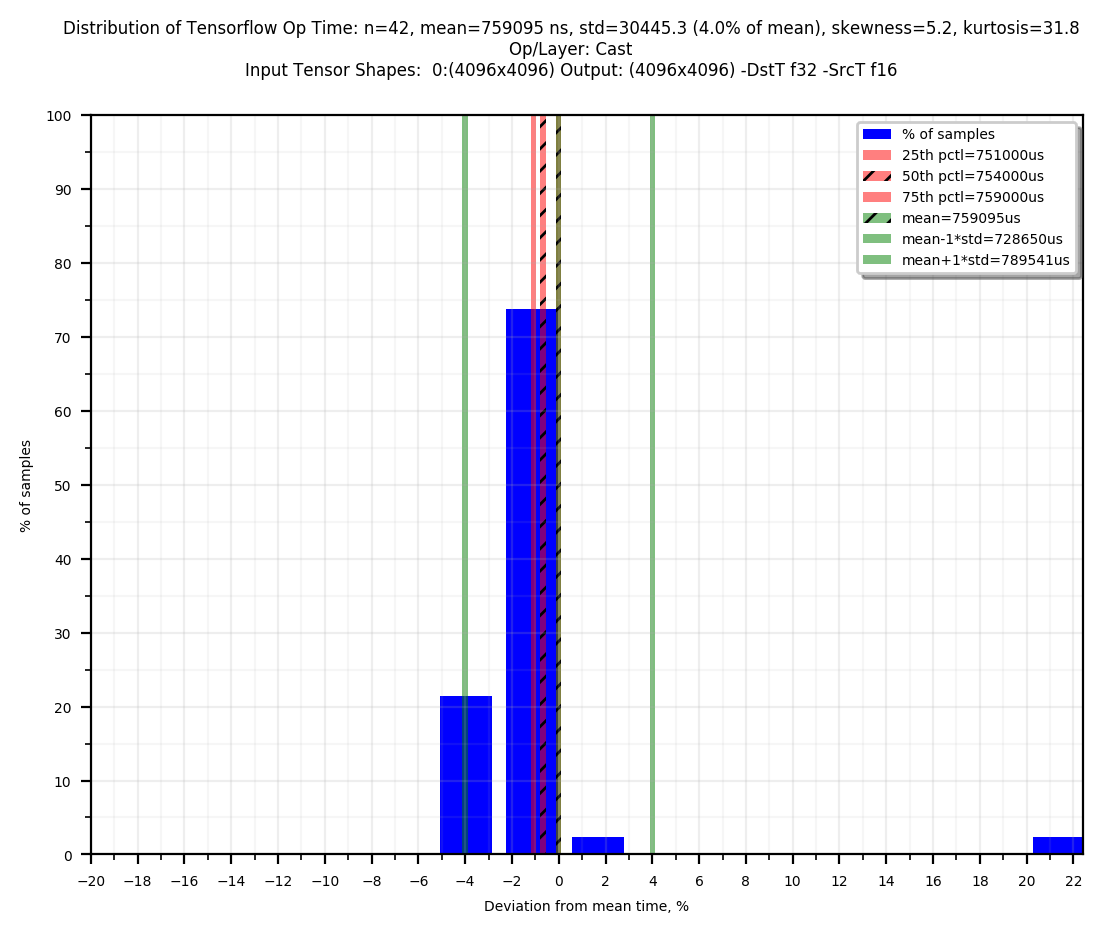 Distribution of Tensorflow Op Time: n=42, mean=759095 ns, std=30445.3 (4.0% of mean), skewness=5.2, kurtosis=31.8
Op/Layer: Cast
Input Tensor Shapes:  0:(4096x4096) Output: (4096x4096) -DstT f32 -SrcT f16
100
90
80
70
60
50
40
30
20
10
0
% of samples
% of samples
25th pctl=751000us
50th pctl=754000us
75th pctl=759000us
mean=759095us
mean-1*std=728650us
mean+1*std=789541us
−20 −18 −16 −14 −12 −10 −8 −6 −4 −2 0 2 4 6 8 10 12 14 16 18 20 22
Deviation from mean time, %